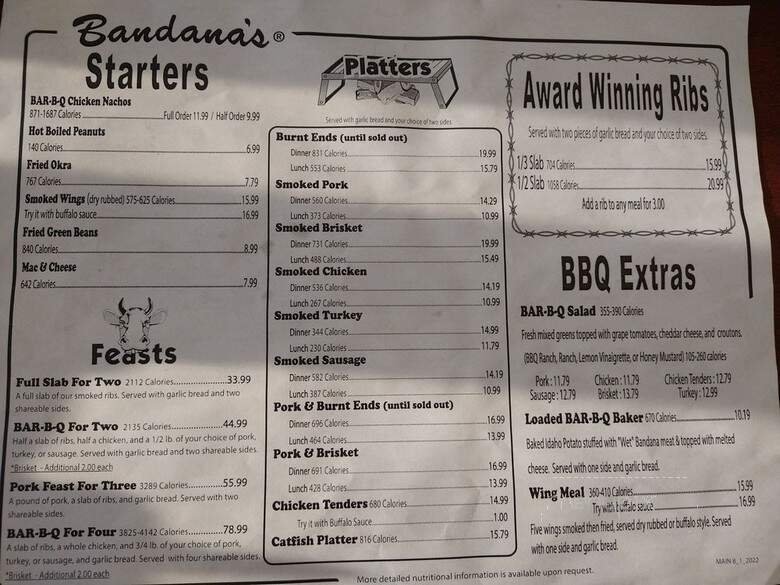 Bandana's ®
Starters
BAR-B-Q Chicken Nachos
871-1687 Calories Full Order 11.99 / Half Order 9.99
Hot Boiled Peanuts
140 Calories 6.99
Fried Okra
767 Calories 7.79
Smoked Wings (dry rubbed) 575-625 Calories 15.99
Try it with buffalo sauce 16.99
Fried Green Beans
840 Calories 8.99
Mac & Cheese
642 Calories 7.99
Feasts
Full Slab For Two 2112 Calories 33.99
A full slab of our smoked ribs. Served with garlic bread and two
shareable sides.
BAR-B-Q For Two 2135 Calories 44.99
Half a slab of ribs, half a chicken, and a 1/2 lb. of your choice of pork,
turkey, or sausage. Served with garlic bread and two shareable sides.
*Brisket - Additional 2.00 each
Pork Feast For Three 3289 Calories 55.99
A pound of pork, a slab of ribs, and garlic bread. Served with two
shareable sides.
BAR-B-Q For Four 3825-4142 Calories 78.99
A slab of ribs, a whole chicken, and 3/4 lb. of your choice of pork,
turkey, or sausage, and garlic bread. Served with four shareable sides.
*Brisket - Additional 2.00 each
Platters
Served with garlic bread and your choice of two sides
Burnt Ends (until sold out)
Dinner 831 Calories 19.99
Lunch 553 Calories 15.79
Smoked Pork
Dinner 560 Calories 14.29
Lunch 373 Calories 10.99
Smoked Brisket
Dinner 731 Calories 19.99
Lunch 488 Calories 15.49
Smoked Chicken
Dinner 536 Calories 14.19
Lunch 267 Calories 10.99
Smoked Turkey
Dinner 344 Calories 14.99
Lunch 230 Calories 11.79
Smoked Sausage
Dinner 582 Calories 14.19
Lunch 387 Calories 10.99
Pork & Burnt Ends (until sold out)
Dinner 696 Calories 16.99
Lunch 464 Calories 13.99
Pork & Brisket
Dinner 691 Calories 16.99
Lunch 428 Calories 13.99
Chicken Tenders 680 Calories 14.99
Try it with Buffalo Sauce 1.00
Catfish Platter 816 Calories 15.79
Award Winning Ribs
Served with two pieces of garlic bread and your choice of two sides.
1/3 Slab 704 Calories 15.99
1/2 Slab 1058 Calories 20.99
Add a rib to any meal for 3.00
BBQ Extras
BAR-B-Q Salad 355-390 Calories
Fresh mixed greens topped with grape tomatoes, cheddar cheese, and croutons.
(BBQ Ranch, Ranch, Lemon Vinaigrette, or Honey Mustard) 105-260 calories
Pork : 11.79 Chicken : 11.79 Chicken Tenders : 12.79
Sausage : 12.79 Brisket : 13.79 Turkey : 12.99
Loaded BAR-B-Q Baker 670 Calories 10.19
Baked Idaho Potato stuffed with "Wet" Bandana meat & topped with melted
cheese. Served with one side and garlic bread.
Wing Meal 360-410 Calories 15.99
Try with buffalo sauce 16.99
Five wings smoked then fried, served dry rubbed or buffalo style. Served
with one side and garlic bread.
MAIN 6_1_2022
More detailed nutritional information is available upon request.